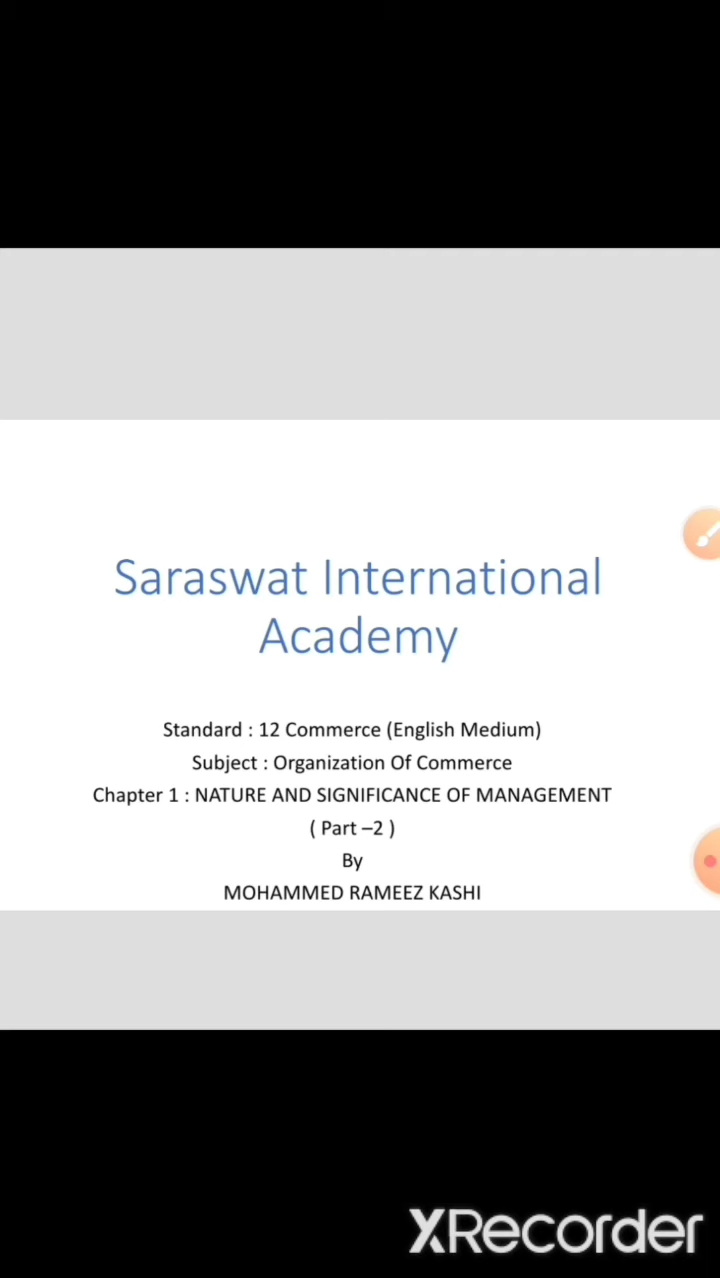 Saraswat International
Academy
Standard : 12 Commerce (English Medium)
Subject : Organization Of Commerce
Chapter 1 : NATURE AND SIGNIFICANCE OF MANAGEMENT
( Part –2 )
By
MOHAMMED RAMEEZ KASHI
XRecorder